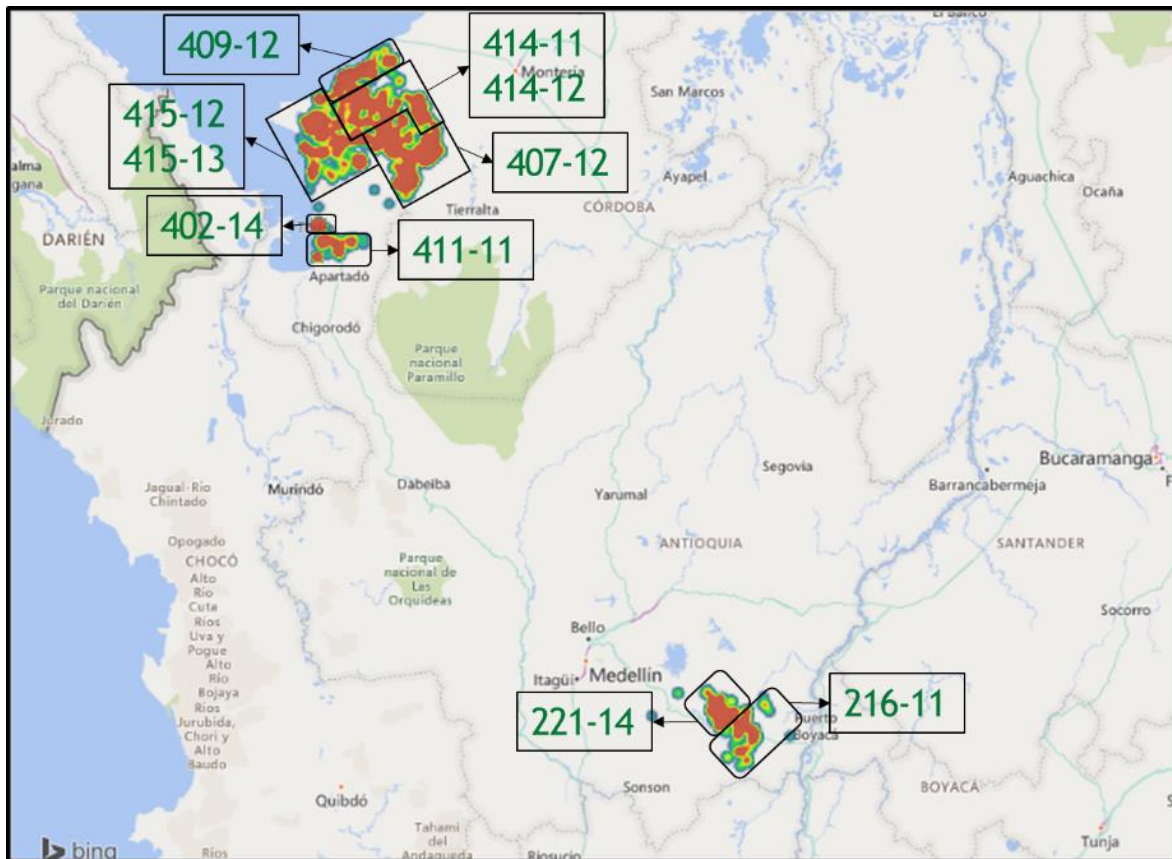 El Banco
409-12
414-11
414-12
Montería
San Marcos
415-12
415-13
407-12
Ayapel
Aguachica
Ocaña
alma
gana
402-14
Tierralta
CÓRDOBA
DARIÉN
411-11
Apartadó
Parque nacional
del Darién
Chigorodó
Parque
nacional
Paramillo
Jurado
Bucaramanga
Segovia
Barrancabermeja
Murindó
Dabeiba
Yarumal
Jagual-Río
Chintado
Opogado
CHOCÓ
Alto
Río
Cuta
Ríos
Uva y
Pogue
Alto
Río
Bojaya
Ríos
Jurubida,
Chori y
Alto
Baudo
ANTIOQUIA
SANTANDER
Parque
nacional de
Las
Orquídeas
Socorro
Bello
Itagüí
Medellín
221-14
216-11
Puerto
Boyacá
Sonson
BOYACÁ
Quibdó
Tahami
del
Andagueda
Tunja
bing
Ríos
Riosucio